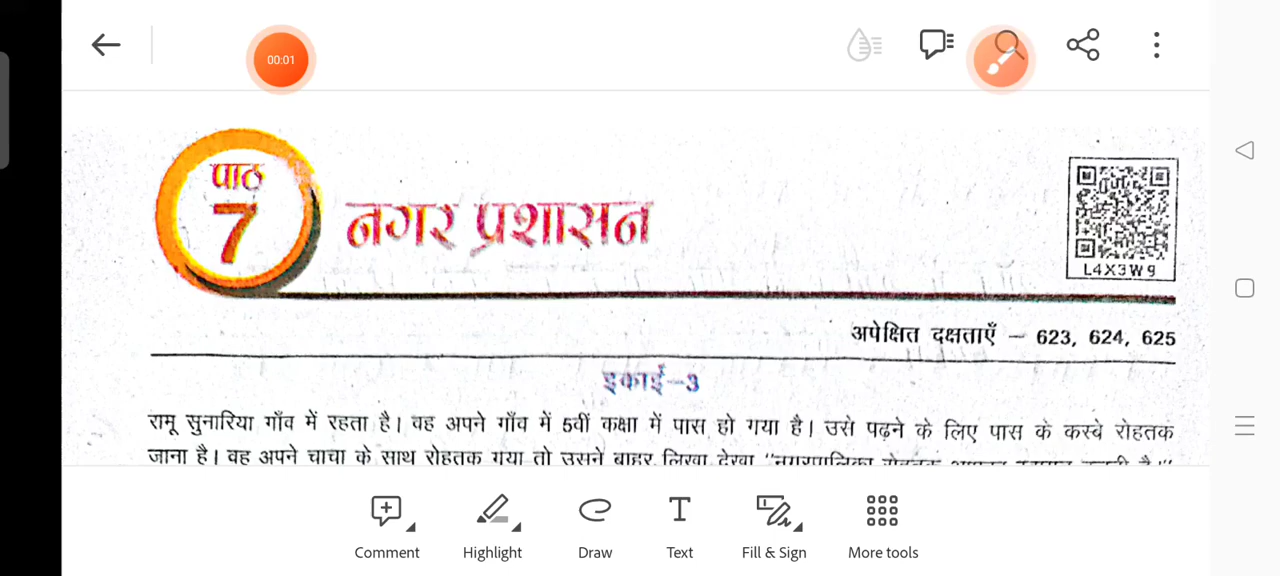 00:01
पाठ
7
नगर प्रशासन
L4X3W9
अपेक्षित दक्षताएँ – 623, 624, 625
इकाई–3
रामू सुनारिया गाँव में रहता है। वह अपने गाँव में 5वीं कक्षा में पास हो गया है। उसे पढ़ने के लिए पास के कस्बे रोहतक
जाना है। वह अपने चाचा के साथ रोहतक गया तो उसने बाहर लिखा देखा "नगरपालिका रोहतक
Comment
Highlight
Draw
Text
Fill & Sign
More tools